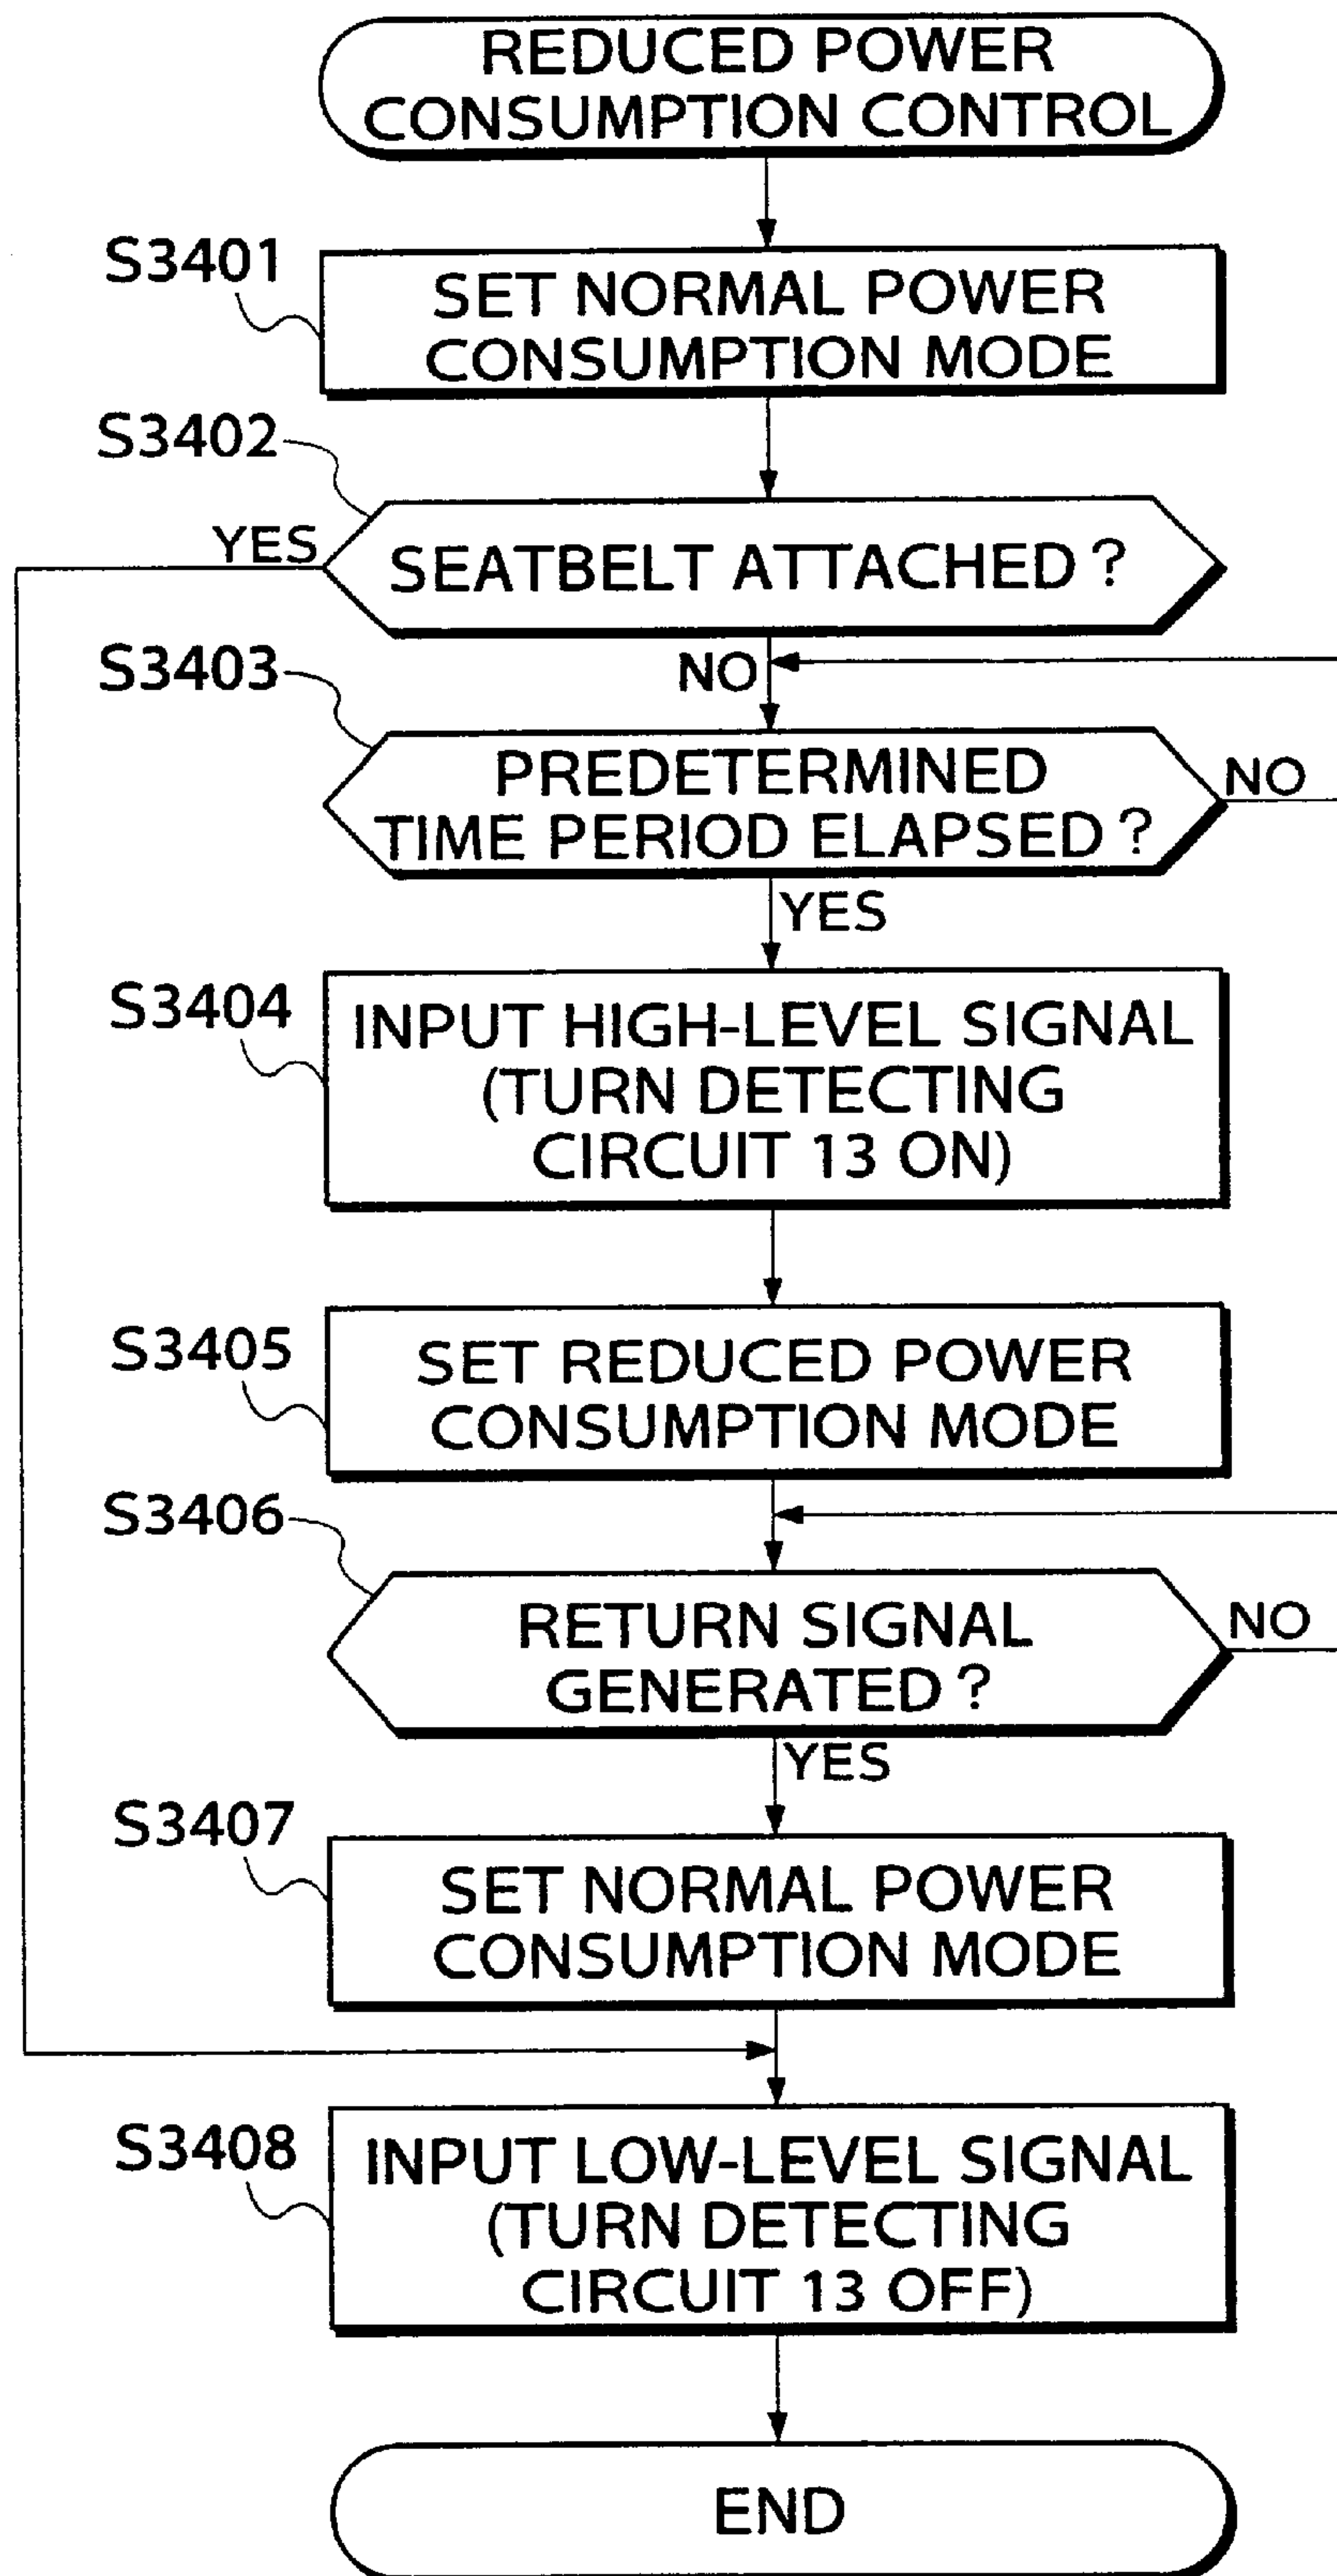 REDUCED POWER
CONSUMPTION CONTROL
S3401
SET NORMAL POWER
CONSUMPTION MODE
S3402
YES
SEATBELT ATTACHED ?
NO
S3403
PREDETERMINED
TIME PERIOD ELAPSED ?
NO
YES
S3404
INPUT HIGH-LEVEL SIGNAL
(TURN DETECTING
CIRCUIT 13 ON)
S3405
SET REDUCED POWER
CONSUMPTION MODE
S3406
RETURN SIGNAL
GENERATED ?
NO
YES
S3407
SET NORMAL POWER
CONSUMPTION MODE
S3408
INPUT LOW-LEVEL SIGNAL
(TURN DETECTING
CIRCUIT 13 OFF)
END